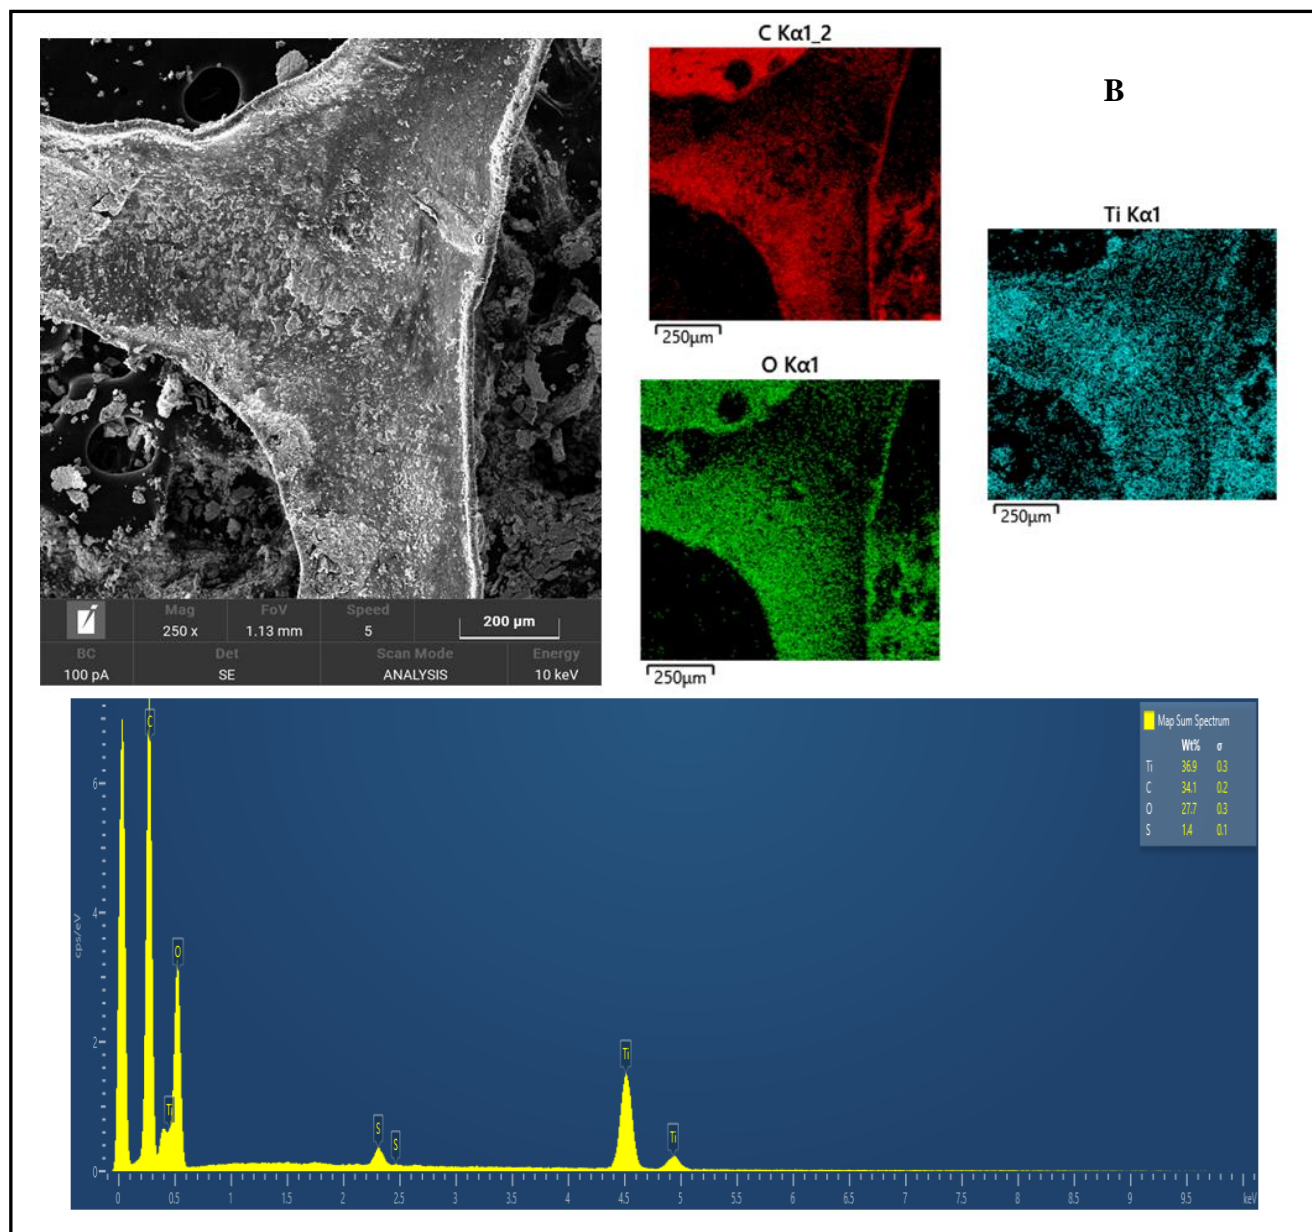 C Kα1_2
B
Ti Kα1
250µm
O Kα1
250µm
250µm
Mag FoV Speed
250 x 1.13 mm 5 200 µm
BC Det Scan Mode Energy
100 pA SE ANALYSIS 10 keV
C
O
Ti
S
S
Ti
Ti
cps/eV
6
4
2
0
0 0.5 1 1.5 2 2.5 3 3.5 4 4.5 5 5.5 6 6.5 7 7.5 8 8.5 9 9.5 keV
Map Sum Spectrum
Wt% σ
Ti 36.9 0.3
C 34.1 0.2
O 27.7 0.3
S 1.4 0.1